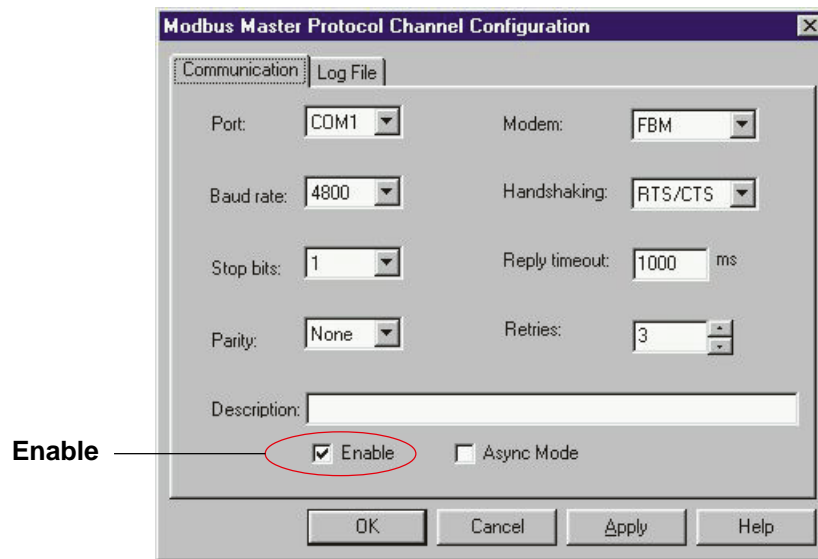 Modbus Master Protocol Channel Configuration
Communication
Log File
Port:
COM1
Modem:
FBM
Baud rate:
4800
Handshaking:
RTS/CTS
Stop bits:
1
Reply timeout:
1000
ms
Parity:
None
Retries:
3
Description:
Enable
Enable
Async Mode
OK
Cancel
Apply
Help